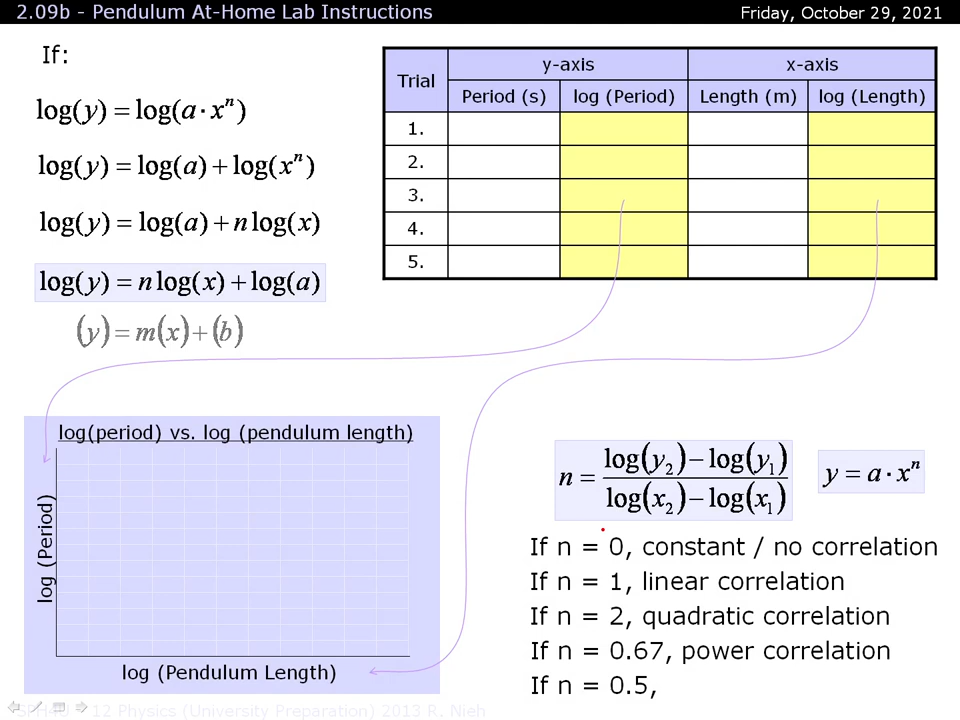 2.09b - Pendulum At-Home Lab Instructions
Friday, October 29, 2021
If:
log(y) = log(a · xⁿ)
log(y) = log(a) + log(xⁿ)
log(y) = log(a) + n log(x)
log(y) = n log(x) + log(a)
(y) = m(x) + (b)
Trial y-axis x-axis
Period (s) log (Period) Length (m) log (Length)
1.
2.
3.
4.
5.
log(period) vs. log (pendulum length)
log (Period)
log (Pendulum Length)
n = (log(y₂) − log(y₁)) / (log(x₂) − log(x₁))
y = a · xⁿ
If n = 0, constant / no correlation
If n = 1, linear correlation
If n = 2, quadratic correlation
If n = 0.67, power correlation
If n = 0.5,
12 Physics (University Preparation) 2013 R. Nieh